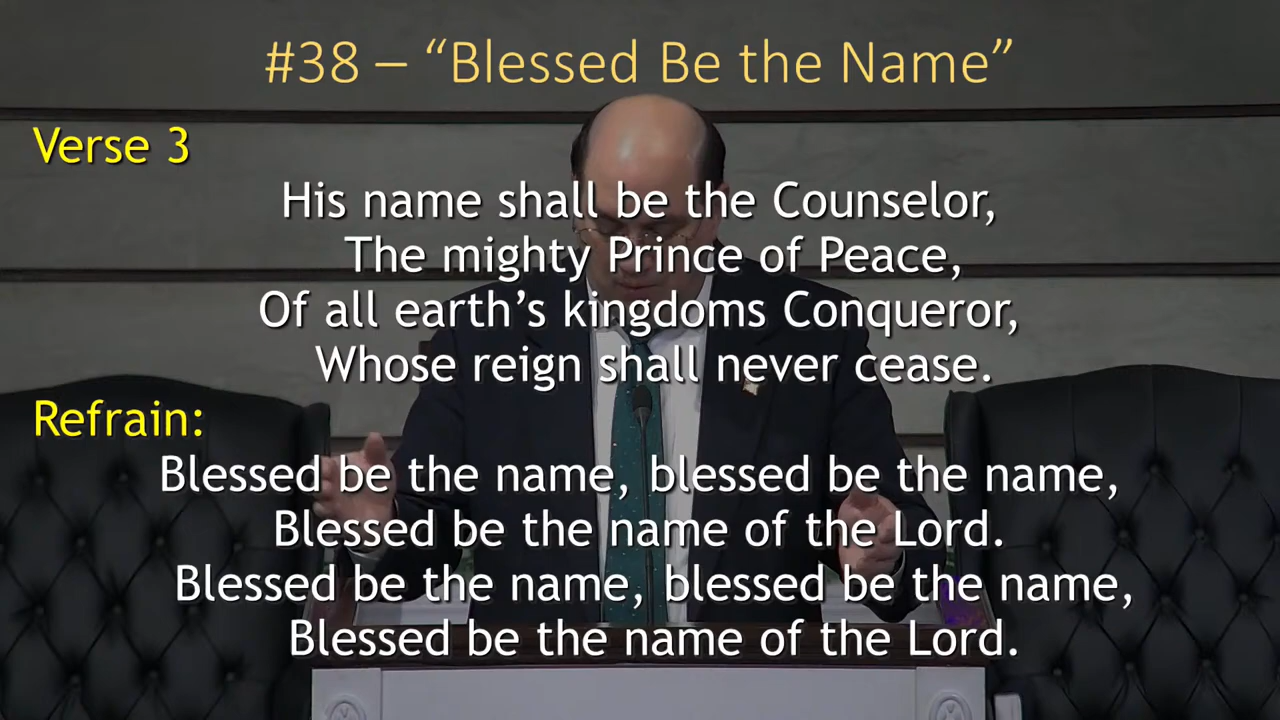 #38 – “Blessed Be the Name”
Verse 3
His name shall be the Counselor,
The mighty Prince of Peace,
Of all earth’s kingdoms Conqueror,
Whose reign shall never cease.
Refrain:
Blessed be the name, blessed be the name,
Blessed be the name of the Lord.
Blessed be the name, blessed be the name,
Blessed be the name of the Lord.